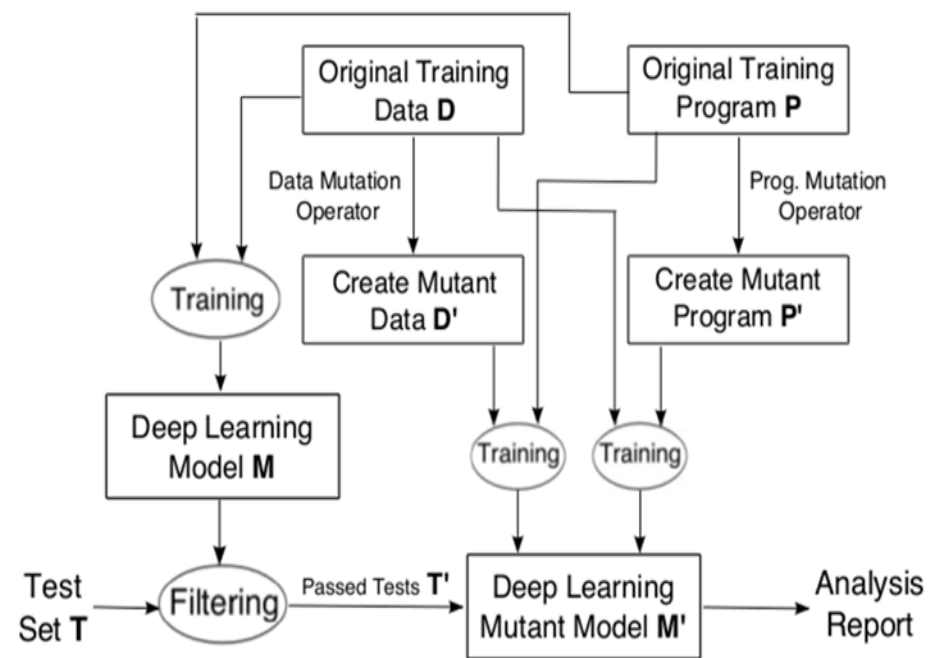 Original Training
Data D
Original Training
Program P
Data Mutation
Operator
Prog. Mutation
Operator
Training
Create Mutant
Data D'
Create Mutant
Program P'
Deep Learning
Model M
Training
Training
Test
Set T
Filtering
Passed Tests T'
Deep Learning
Mutant Model M'
Analysis
Report